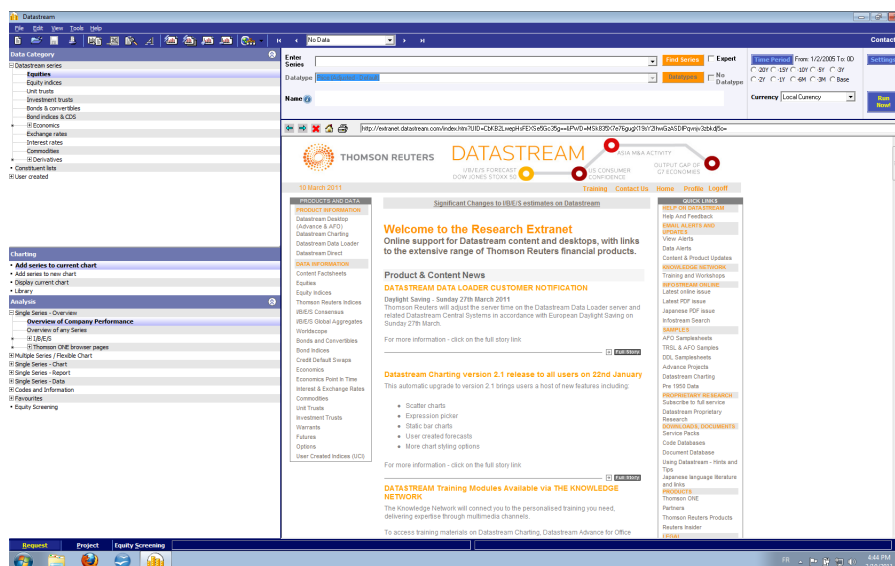 Datastream
File Edit View Tools Help
No Data
Contact
Data Category
Datastream series
Equities
Equity indices
Unit trusts
Investment trusts
Bonds & convertibles
Bond indices & CDS
Economics
Exchange rates
Interest rates
Commodities
Derivatives
Constituent lists
User created
Charting
Add series to current chart
Add series to new chart
Display current chart
Library
Analysis
Single Series - Overview
Overview of Company Performance
Overview of any Series
I/B/E/S
Thomson ONE browser pages
Multiple Series / Flexible Chart
Single Series - Chart
Single Series - Report
Single Series - Data
Codes and Information
Favourites
Equity Screening
Enter Series
Find Series
Expert
Datatype
Datatypes
No Datatype
Name
Time Period From: 1/2/2005 To: 0D
-20Y -15Y -10Y -5Y -3Y
-2Y -1Y -6M -3M Base
Currency Local Currency
Settings
Run Now!
THOMSON REUTERS
DATASTREAM
ASIA M&A ACTIVITY
I/B/E/S FORECAST
DOW JONES STOXX 50
US CONSUMER CONFIDENCE
OUTPUT GAP OF
G7 ECONOMIES
10 March 2011
Training Contact Us Home Profile Logoff
PRODUCTS AND DATA
PRODUCT INFORMATION
Datastream Desktop
(Advance & AFO)
Datastream Charting
Datastream Data Loader
Datastream Direct
DATA INFORMATION
Content Factsheets
Equities
Equity Indices
Thomson Reuters Indices
I/B/E/S Consensus
I/B/E/S Global Aggregates
Worldscope
Bonds and Convertibles
Bond Indices
Credit Default Swaps
Economics
Economics Point in Time
Interest & Exchange Rates
Commodities
Unit Trusts
Investment Trusts
Warrants
Futures
Options
User Created Indices (UCI)
Significant Changes to I/B/E/S estimates on Datastream
Welcome to the Research Extranet
Online support for Datastream content and desktops, with links
to the extensive range of Thomson Reuters financial products.
Product & Content News
DATASTREAM DATA LOADER CUSTOMER NOTIFICATION
Daylight Saving - Sunday 27th March 2011
Thomson Reuters will adjust the server time on the Datastream Data Loader server and
related Datastream Central Systems in accordance with European Daylight Saving on
Sunday 27th March.
For more information - click on the full story link
Full Story
Datastream Charting version 2.1 release to all users on 22nd January
This automatic upgrade to version 2.1 brings users a host of new features including:
Scatter charts
Expression picker
Static bar charts
User created forecasts
More chart styling options
For more information - click on the full story link
Full Story
DATASTREAM Training Modules Available via THE KNOWLEDGE
NETWORK
The Knowledge Network will connect you to the personalised training you need,
delivering expertise through multimedia channels.
To access training materials on Datastream Charting, Datastream Advance for Office
QUICK LINKS
HELP ON DATASTREAM
Help And Feedback
EMAIL ALERTS AND
UPDATES
View Alerts
Data Alerts
Content & Product Updates
KNOWLEDGE NETWORK
Training and Workshops
INFOSTREAM ONLINE
Latest online issue
Latest PDF issue
Japanese PDF issue
Infostream Search
SAMPLES
AFO Samplesheets
TRSL & AFO Samples
DDL Samplesheets
Advance Projects
Datastream Charting
Pre 1950 Data
PROPRIETARY RESEARCH
Subscribe to full service
Datastream Proprietary
Research
DOWNLOADS, DOCUMENTS
Service Packs
Code Databases
Document Database
Using Datastream - Hints and
Tips
Japanese language literature
and links
PRODUCTS
Thomson ONE
Partners
Thomson Reuters Products
Reuters Insider
LEGAL
Request Project Equity Screening
FR
4:44 PM